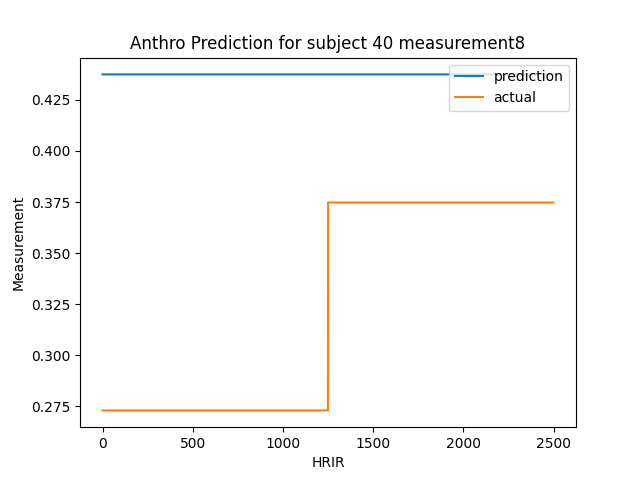 Anthro Prediction for subject 40 measurement8
prediction
actual
0.425
0.400
0.375
0.350
0.325
0.300
0.275
Measurement
0 500 1000 1500 2000 2500
HRIR